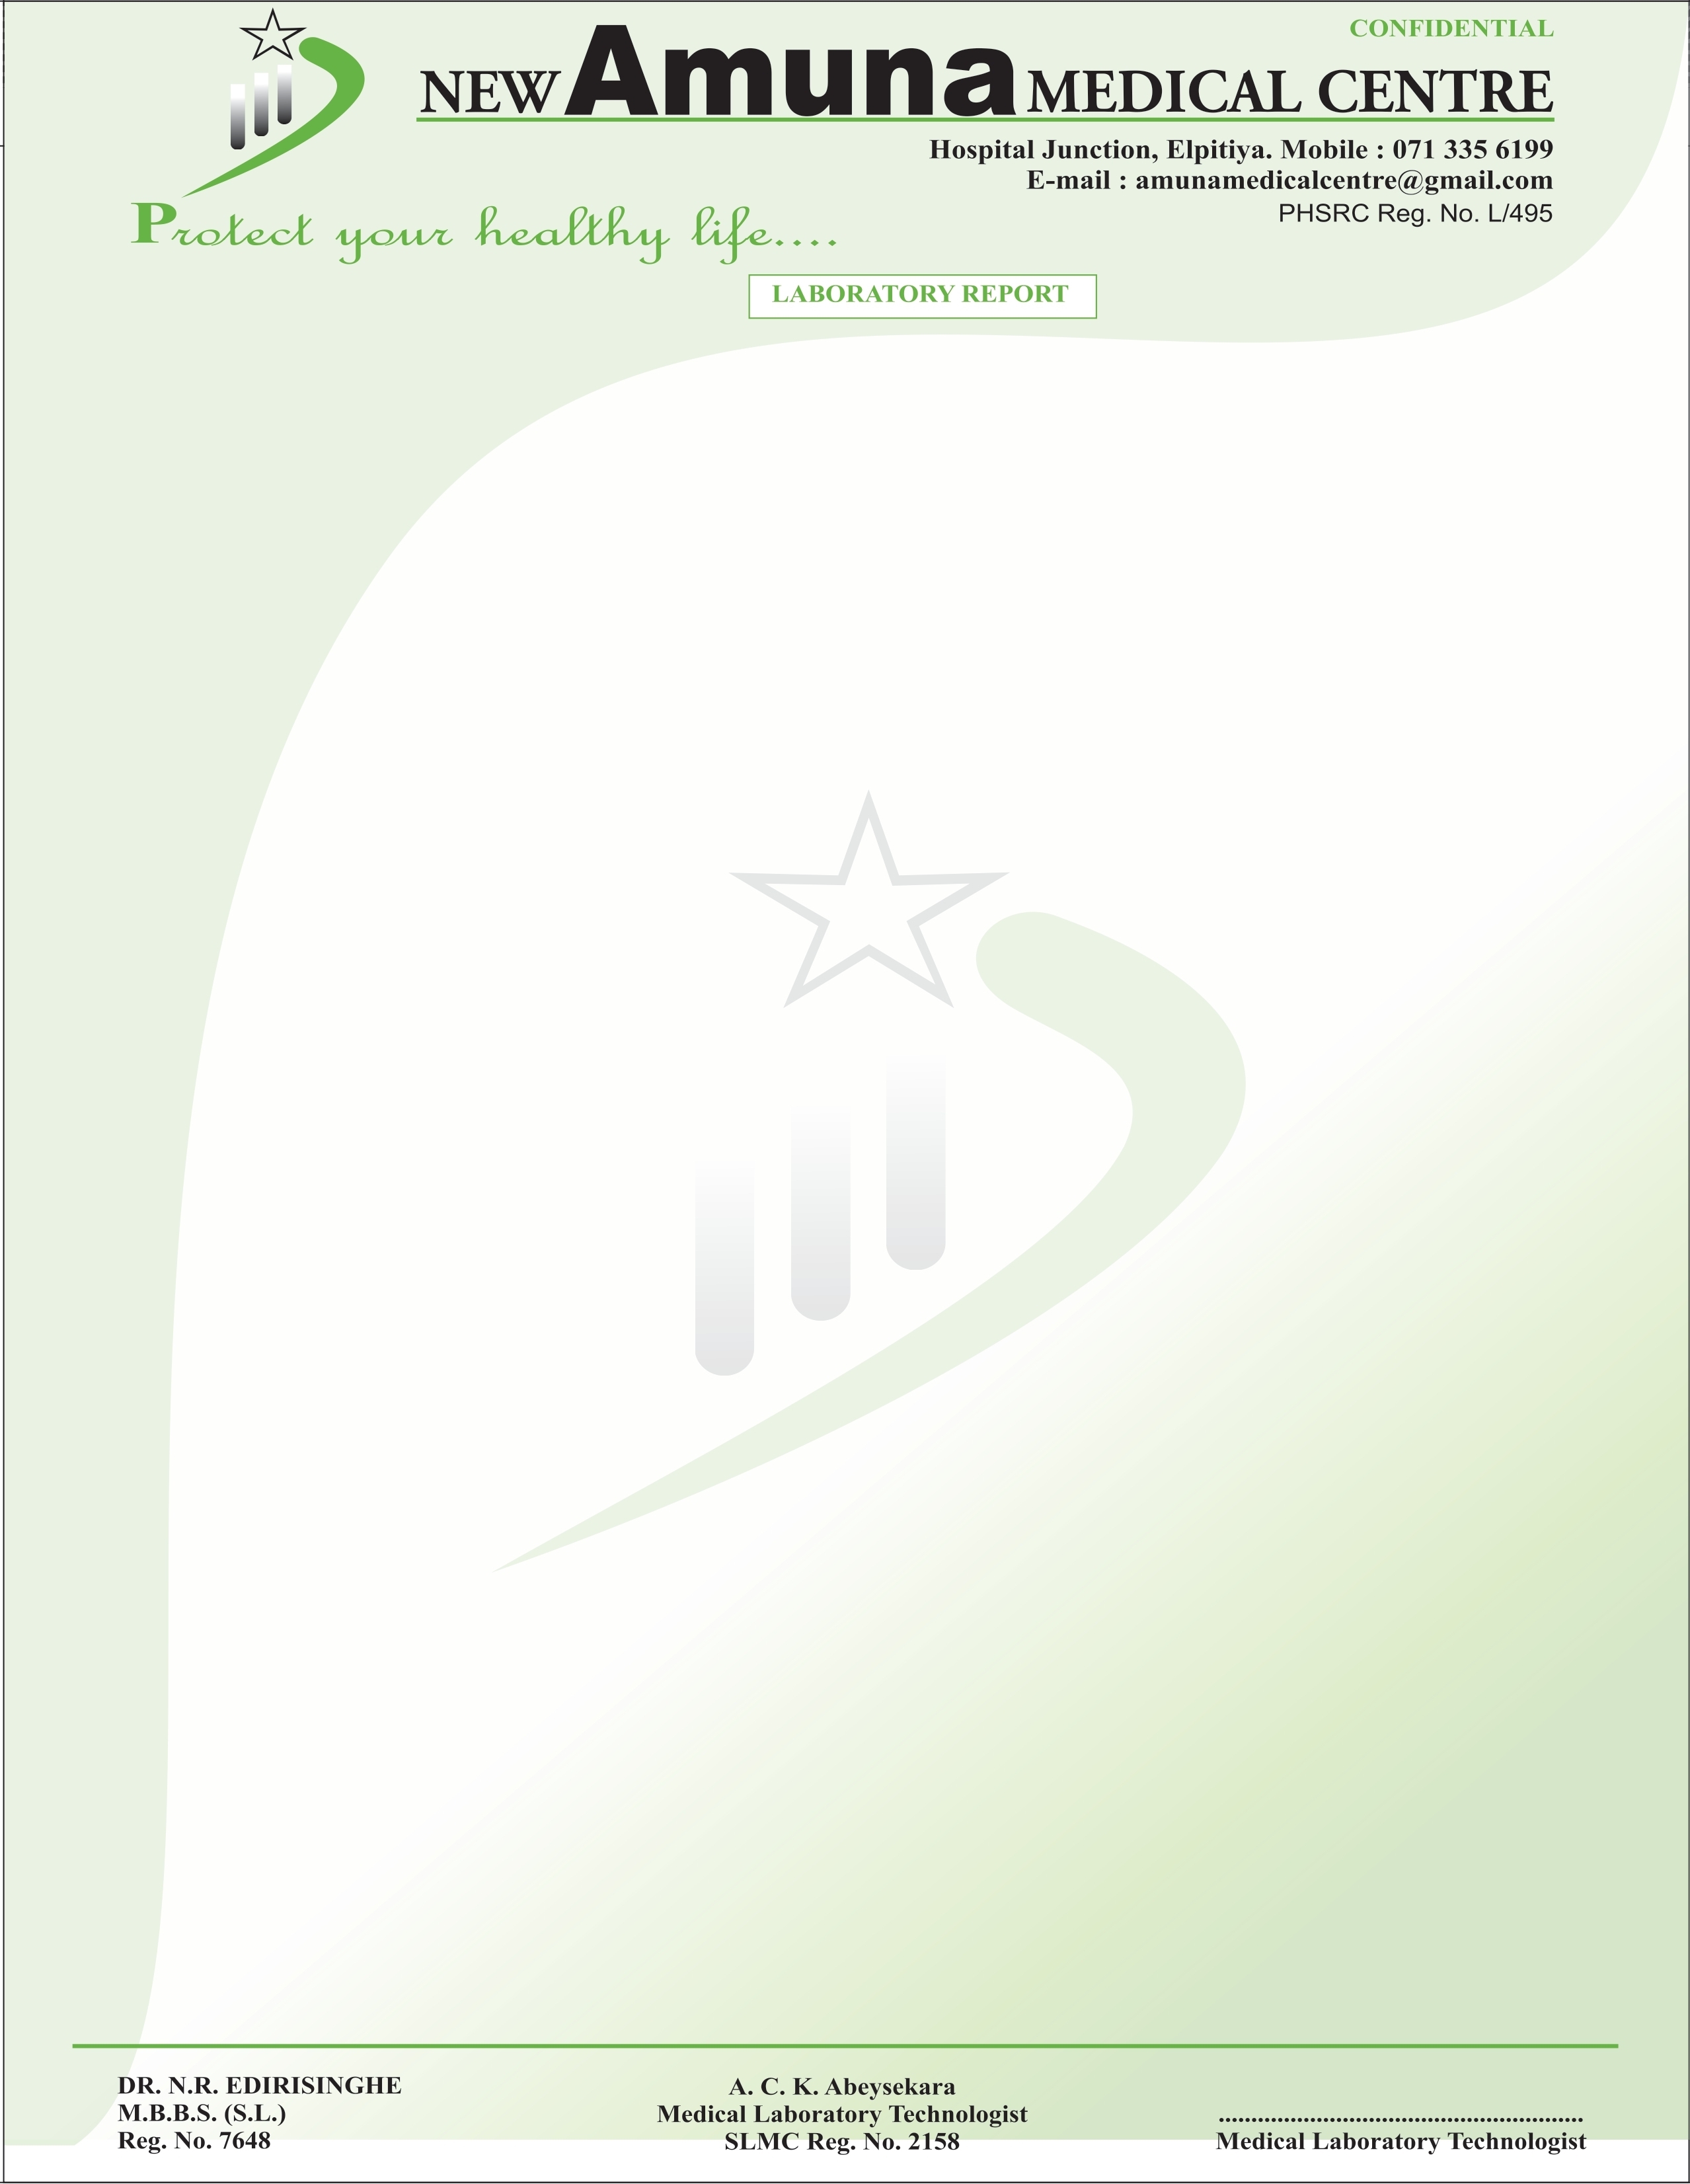 CONFIDENTIAL
NEW Amuna MEDICAL CENTRE
Hospital Junction, Elpitiya. Mobile : 071 335 6199
E-mail : amunamedicalcentre@gmail.com
PHSRC Reg. No. L/495
Protect your healthy life....
LABORATORY REPORT
DR. N.R. EDIRISINGHE
M.B.B.S. (S.L.)
Reg. No. 7648
A. C. K. Abeysekara
Medical Laboratory Technologist
SLMC Reg. No. 2158
........................................................
Medical Laboratory Technologist